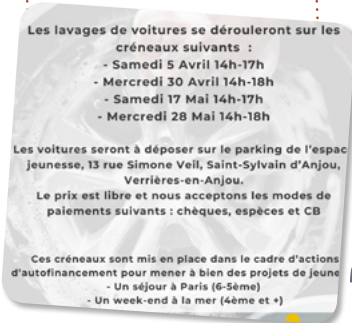 Les lavages de voitures se dérouleront sur les
créneaux suivants :
- Samedi 5 Avril 14h-17h
- Mercredi 30 Avril 14h-18h
- Samedi 17 Mai 14h-17h
- Mercredi 28 Mai 14h-18h
Les voitures seront à déposer sur le parking de l'espac
jeunesse, 13 rue Simone Veil, Saint-Sylvain d'Anjou,
Verrières-en-Anjou.
Le prix est libre et nous acceptons les modes de
paiements suivants : chèques, espèces et CB
Ces créneaux sont mis en place dans le cadre d'actions
d'autofinancement pour mener à bien des projets de jeune
- Un séjour à Paris (6-5ème)
- Un week-end à la mer (4ème et +)